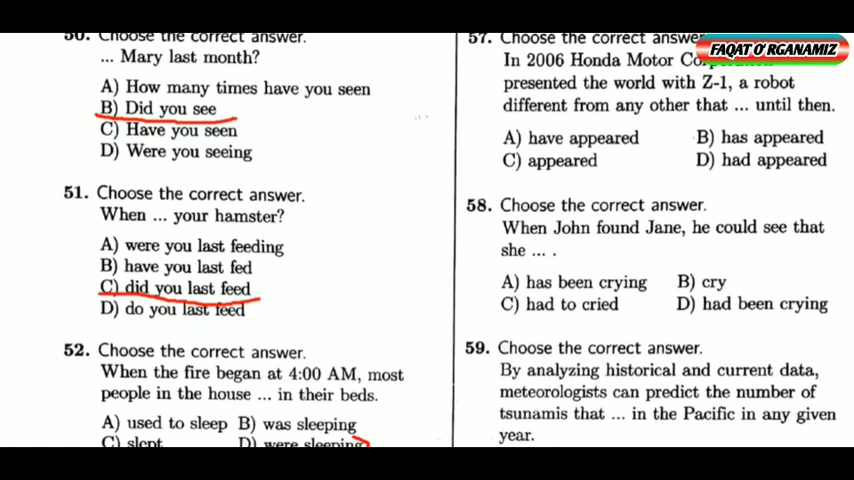 50. Choose the correct answer.
... Mary last month?
A) How many times have you seen
B) Did you see
C) Have you seen
D) Were you seeing
51. Choose the correct answer.
When ... your hamster?
A) were you last feeding
B) have you last fed
C) did you last feed
D) do you last feed
52. Choose the correct answer.
When the fire began at 4:00 AM, most
people in the house ... in their beds.
A) used to sleep B) was sleeping
C) slept D) were sleeping
57. Choose the correct answer
In 2006 Honda Motor
presented the world with Z-1, a robot
different from any other that ... until then.
A) have appeared B) has appeared
C) appeared D) had appeared
58. Choose the correct answer.
When John found Jane, he could see that
she ... .
A) has been crying B) cry
C) had to cried D) had been crying
59. Choose the correct answer.
By analyzing historical and current data,
meteorologists can predict the number of
tsunamis that ... in the Pacific in any given
year.
FAQAT O'RGANAMIZ